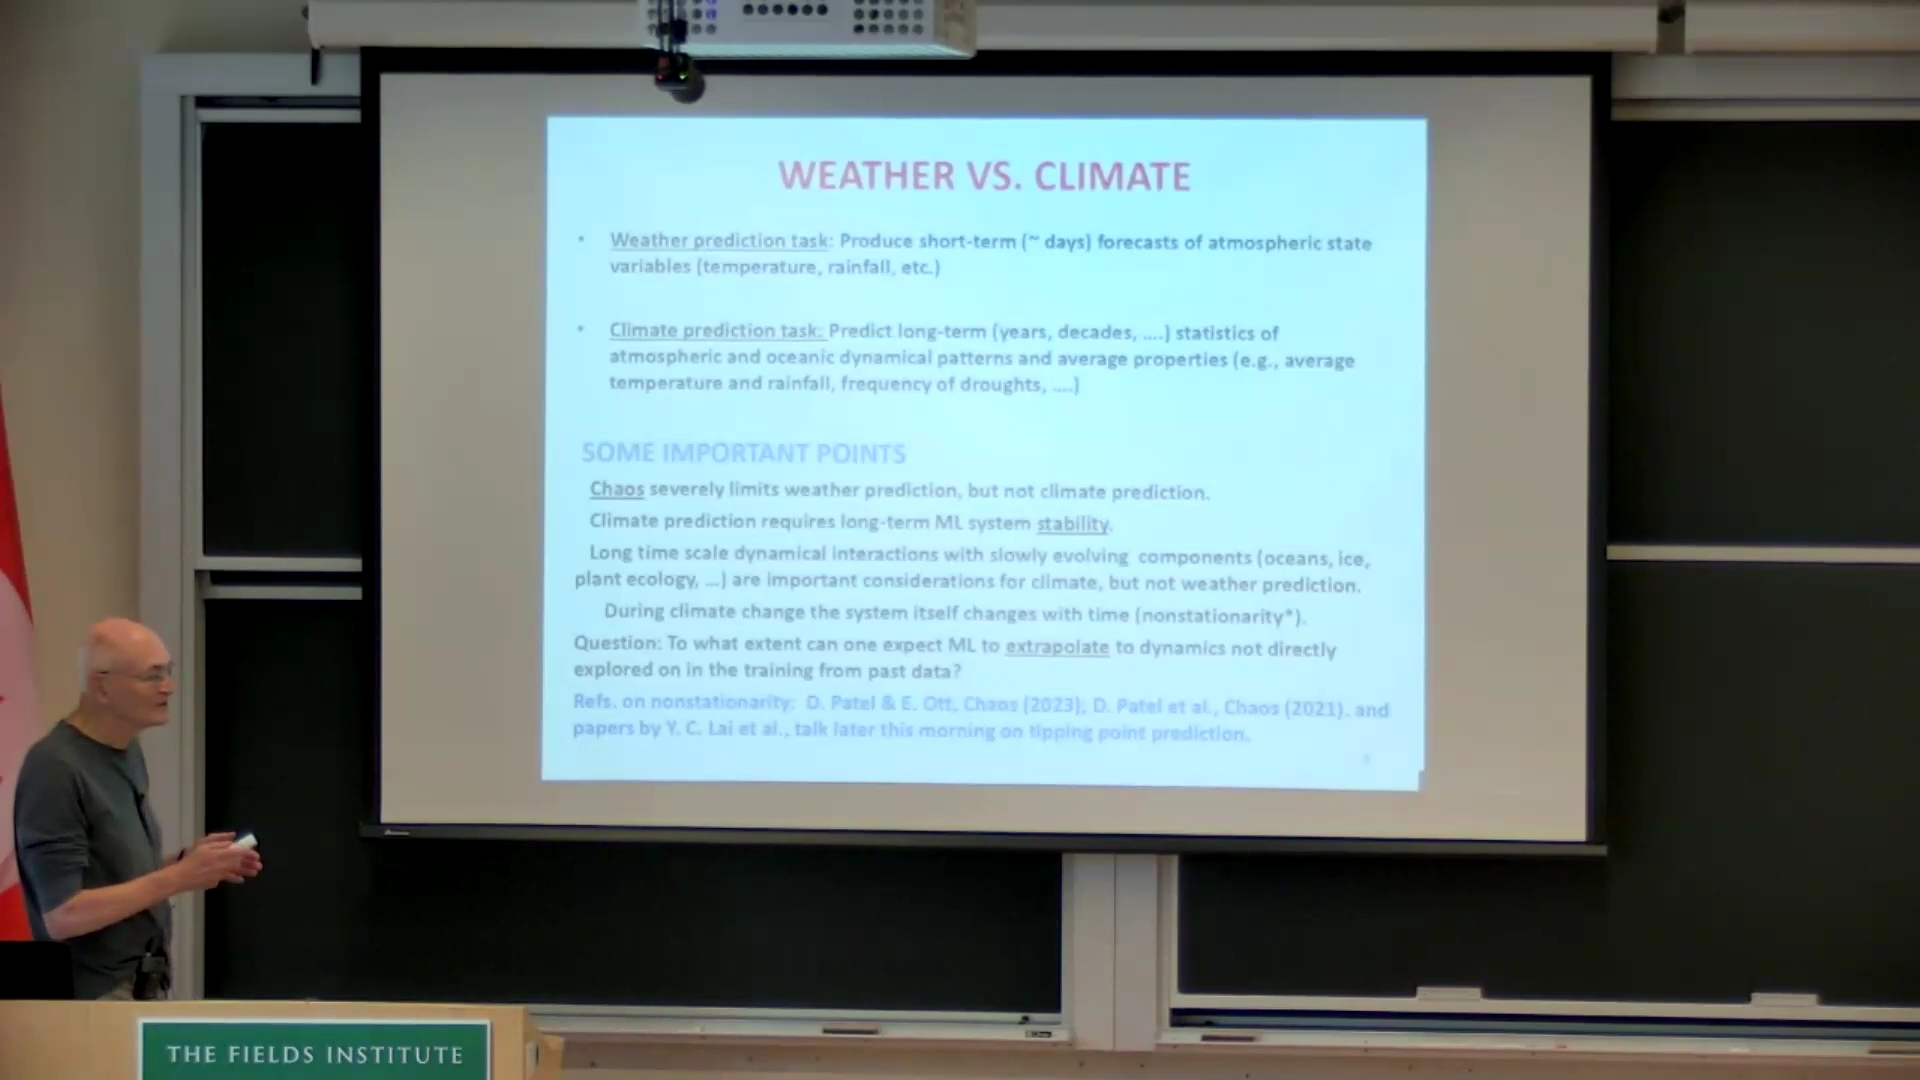 WEATHER VS. CLIMATE
• Weather prediction task: Produce short-term (~ days) forecasts of atmospheric state
variables (temperature, rainfall, etc.)
• Climate prediction task: Predict long-term (years, decades, ....) statistics of
atmospheric and oceanic dynamical patterns and average properties (e.g., average
temperature and rainfall, frequency of droughts, ....)
SOME IMPORTANT POINTS
Chaos severely limits weather prediction, but not climate prediction.
Climate prediction requires long-term ML system stability.
Long time scale dynamical interactions with slowly evolving components (oceans, ice,
plant ecology, ...) are important considerations for climate, but not weather prediction.
During climate change the system itself changes with time (nonstationarity*).
Question: To what extent can one expect ML to extrapolate to dynamics not directly
explored on in the training from past data?
Refs. on nonstationarity: D. Patel & E. Ott, Chaos (2023); D. Patel et al., Chaos (2021). and
papers by Y. C. Lai et al., talk later this morning on tipping point prediction.
THE FIELDS INSTITUTE